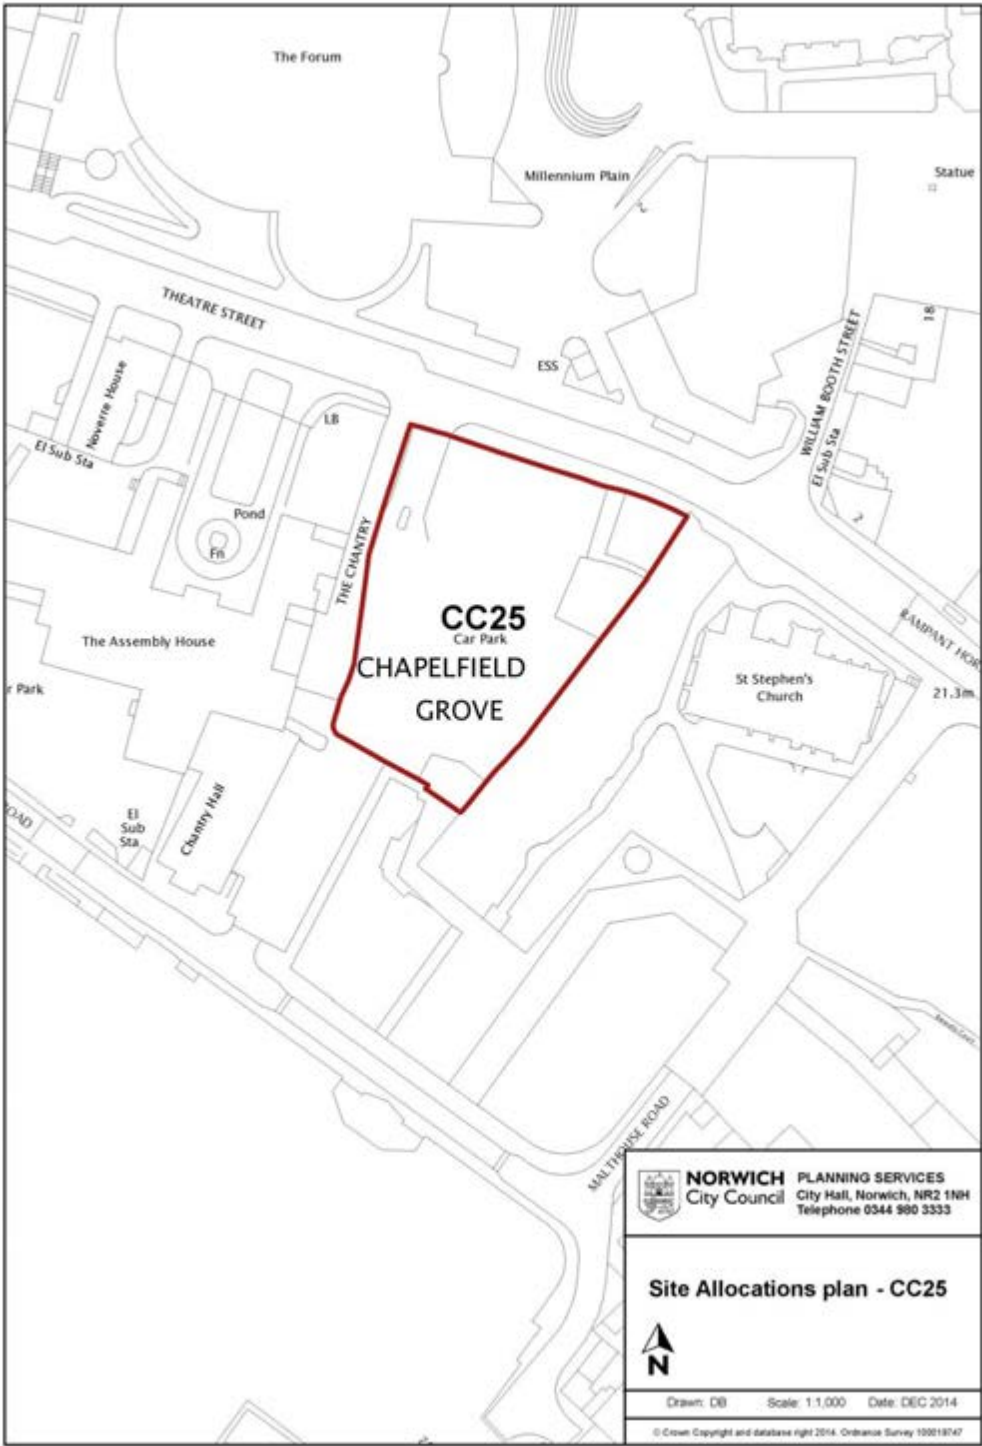 The Forum
Millennium Plain
Statue
THEATRE STREET
ESS
18
WILLIAM BOOTH STREET
El Sub Sta
2
Noverre House
El Sub Sta
LB
Pond
Fn
THE CHANTRY
CC25
Car Park
CHAPELFIELD
GROVE
The Assembly House
r Park
RAMPANT HOR
21.3m
St Stephen's
Church
El
Sub
Sta
OAD
Chantry Hall
MALTHOUSE ROAD
NORWICH
City Council
PLANNING SERVICES
City Hall, Norwich, NR2 1NH
Telephone 0344 980 3333
Site Allocations plan - CC25
N
Drawn: DB Scale: 1:1,000 Date: DEC 2014
© Crown Copyright and database right 2014. Ordnance Survey 100019747